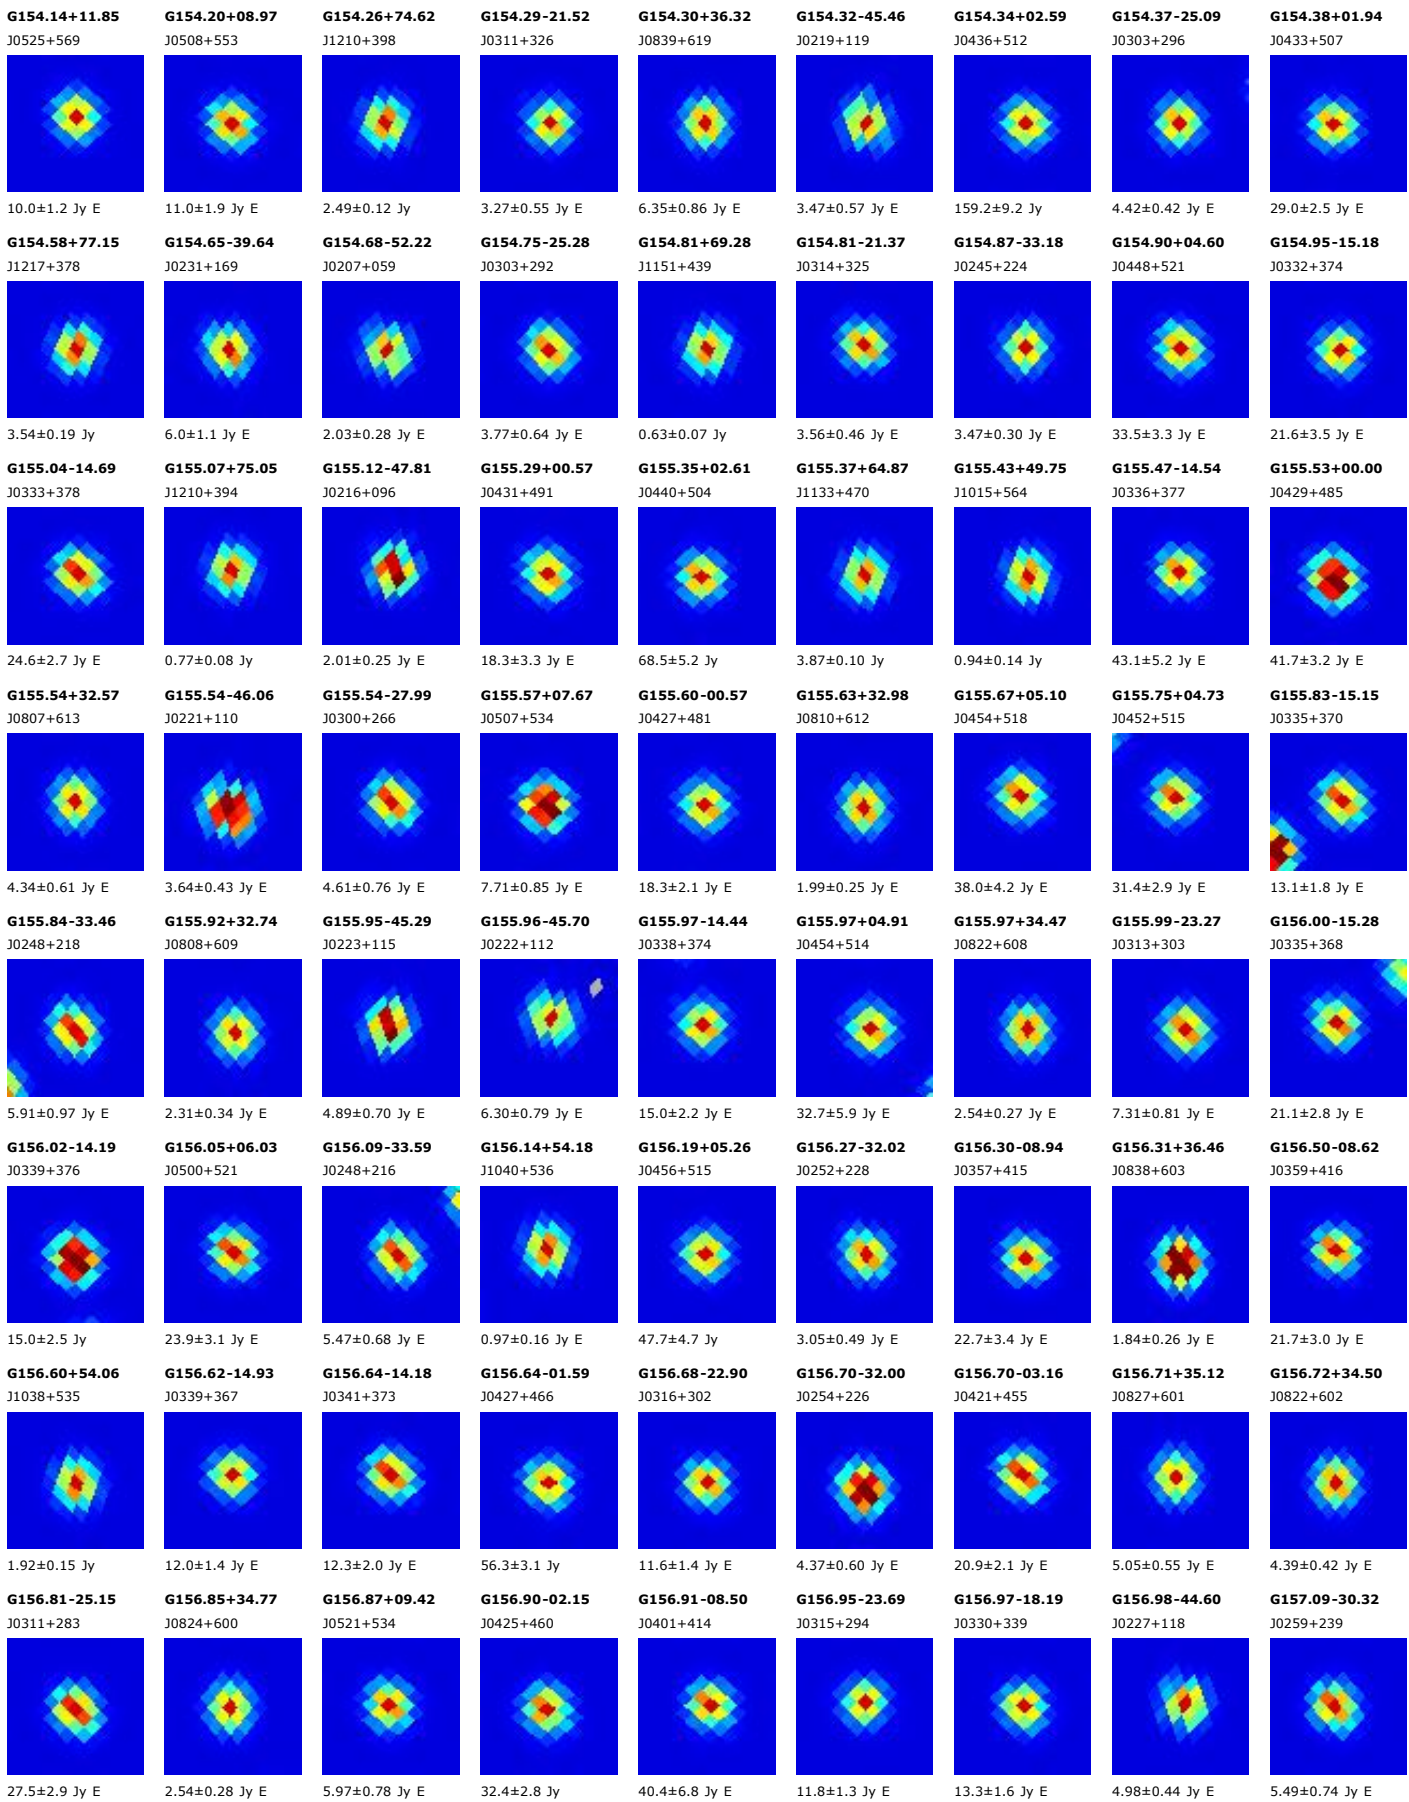 G154.14+11.85 G154.20+08.97 G154.26+74.62 G154.29-21.52 G154.30+36.32 G154.32-45.46 G154.34+02.59 G154.37-25.09 G154.38+01.94
J0525+569 J0508+553 J1210+398 J0311+326 J0839+619 J0219+119 J0436+512 J0303+296 J0433+507
10.0±1.2 Jy E 11.0±1.9 Jy E 2.49±0.12 Jy 3.27±0.55 Jy E 6.35±0.86 Jy E 3.47±0.57 Jy E 159.2±9.2 Jy 4.42±0.42 Jy E 29.0±2.5 Jy E
G154.58+77.15 G154.65-39.64 G154.68-52.22 G154.75-25.28 G154.81+69.28 G154.81-21.37 G154.87-33.18 G154.90+04.60 G154.95-15.18
J1217+378 J0231+169 J0207+059 J0303+292 J1151+439 J0314+325 J0245+224 J0448+521 J0332+374
3.54±0.19 Jy 6.0±1.1 Jy E 2.03±0.28 Jy E 3.77±0.64 Jy E 0.63±0.07 Jy 3.56±0.46 Jy E 3.47±0.30 Jy E 33.5±3.3 Jy E 21.6±3.5 Jy E
G155.04-14.69 G155.07+75.05 G155.12-47.81 G155.29+00.57 G155.35+02.61 G155.37+64.87 G155.43+49.75 G155.47-14.54 G155.53+00.00
J0333+378 J1210+394 J0216+096 J0431+491 J0440+504 J1133+470 J1015+564 J0336+377 J0429+485
24.6±2.7 Jy E 0.77±0.08 Jy 2.01±0.25 Jy E 18.3±3.3 Jy E 68.5±5.2 Jy 3.87±0.10 Jy 0.94±0.14 Jy 43.1±5.2 Jy E 41.7±3.2 Jy E
G155.54+32.57 G155.54-46.06 G155.54-27.99 G155.57+07.67 G155.60-00.57 G155.63+32.98 G155.67+05.10 G155.75+04.73 G155.83-15.15
J0807+613 J0221+110 J0300+266 J0507+534 J0427+481 J0810+612 J0454+518 J0452+515 J0335+370
4.34±0.61 Jy E 3.64±0.43 Jy E 4.61±0.76 Jy E 7.71±0.85 Jy E 18.3±2.1 Jy E 1.99±0.25 Jy E 38.0±4.2 Jy E 31.4±2.9 Jy E 13.1±1.8 Jy E
G155.84-33.46 G155.92+32.74 G155.95-45.29 G155.96-45.70 G155.97-14.44 G155.97+04.91 G155.97+34.47 G155.99-23.27 G156.00-15.28
J0248+218 J0808+609 J0223+115 J0222+112 J0338+374 J0454+514 J0822+608 J0313+303 J0335+368
5.91±0.97 Jy E 2.31±0.34 Jy E 4.89±0.70 Jy E 6.30±0.79 Jy E 15.0±2.2 Jy E 32.7±5.9 Jy E 2.54±0.27 Jy E 7.31±0.81 Jy E 21.1±2.8 Jy E
G156.02-14.19 G156.05+06.03 G156.09-33.59 G156.14+54.18 G156.19+05.26 G156.27-32.02 G156.30-08.94 G156.31+36.46 G156.50-08.62
J0339+376 J0500+521 J0248+216 J1040+536 J0456+515 J0252+228 J0357+415 J0838+603 J0359+416
15.0±2.5 Jy 23.9±3.1 Jy E 5.47±0.68 Jy E 0.97±0.16 Jy E 47.7±4.7 Jy 3.05±0.49 Jy E 22.7±3.4 Jy E 1.84±0.26 Jy E 21.7±3.0 Jy E
G156.60+54.06 G156.62-14.93 G156.64-14.18 G156.64-01.59 G156.68-22.90 G156.70-32.00 G156.70-03.16 G156.71+35.12 G156.72+34.50
J1038+535 J0339+367 J0341+373 J0427+466 J0316+302 J0254+226 J0421+455 J0827+601 J0822+602
1.92±0.15 Jy 12.0±1.4 Jy E 12.3±2.0 Jy E 56.3±3.1 Jy 11.6±1.4 Jy E 4.37±0.60 Jy E 20.9±2.1 Jy E 5.05±0.55 Jy E 4.39±0.42 Jy E
G156.81-25.15 G156.85+34.77 G156.87+09.42 G156.90-02.15 G156.91-08.50 G156.95-23.69 G156.97-18.19 G156.98-44.60 G157.09-30.32
J0311+283 J0824+600 J0521+534 J0425+460 J0401+414 J0315+294 J0330+339 J0227+118 J0259+239
27.5±2.9 Jy E 2.54±0.28 Jy E 5.97±0.78 Jy E 32.4±2.8 Jy 40.4±6.8 Jy E 11.8±1.3 Jy E 13.3±1.6 Jy E 4.98±0.44 Jy E 5.49±0.74 Jy E